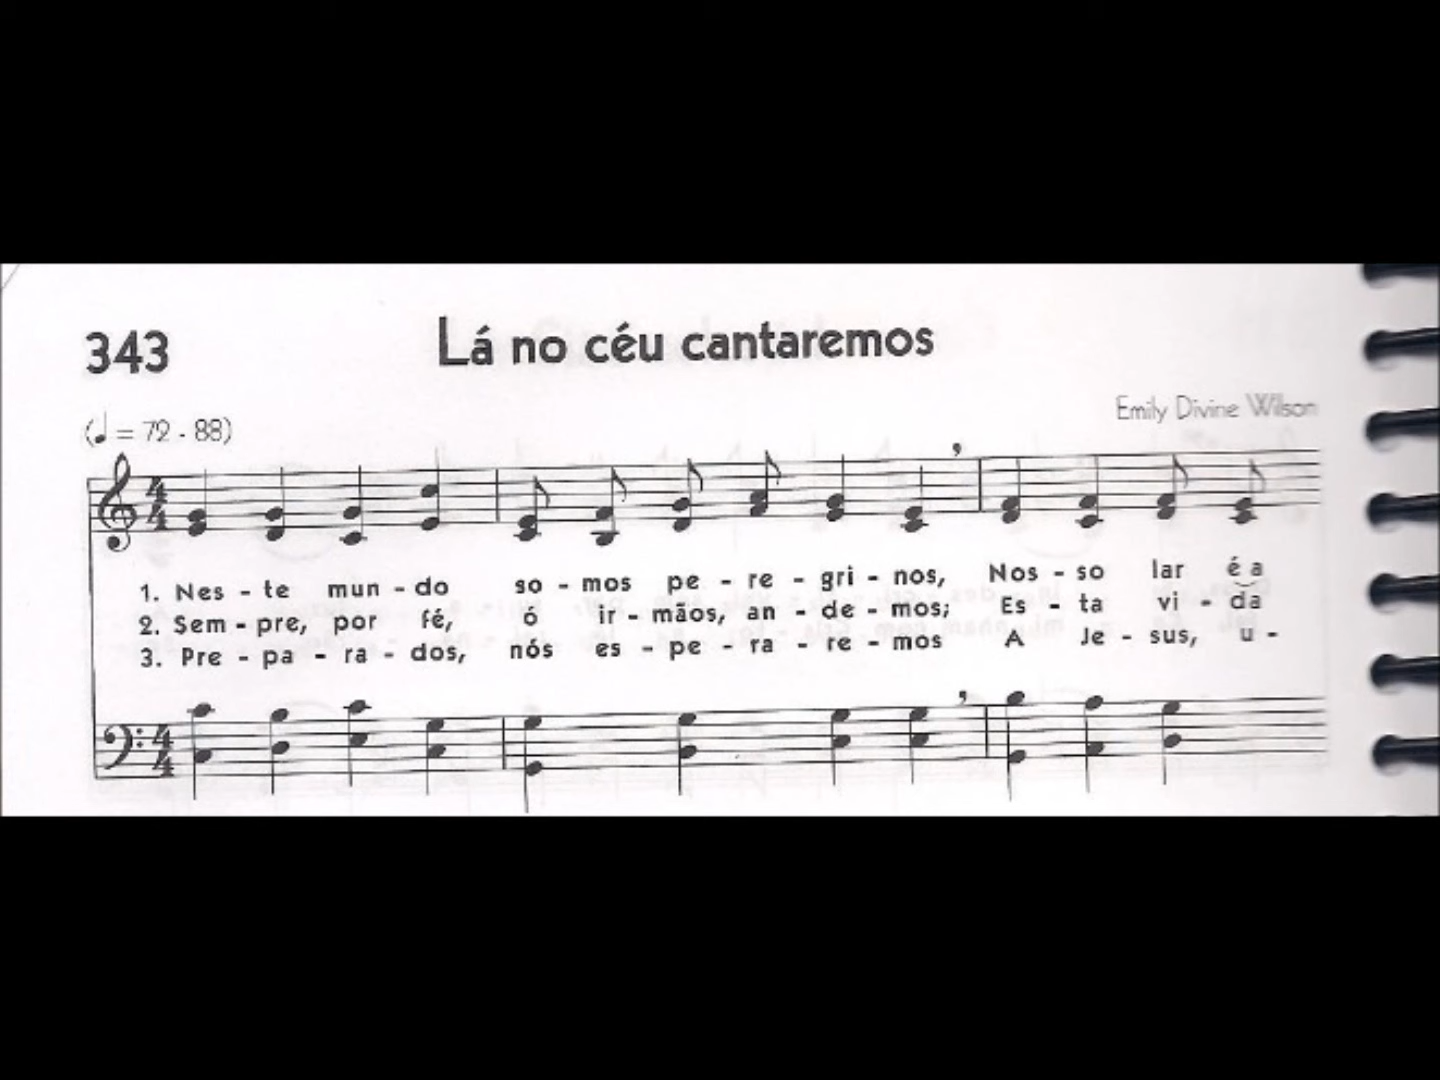 343
Lá no céu cantaremos
(♩ = 72 - 88)
Emily Divine Wilson
1. Nes - te mun - do so - mos pe - re - gri - nos, Nos - so lar é a
2. Sem - pre, por fé, ó ir - mãos, an - de - mos; Es - ta vi - da
3. Pre - pa - ra - dos, nós es - pe - ra - re - mos A Je - sus, u -